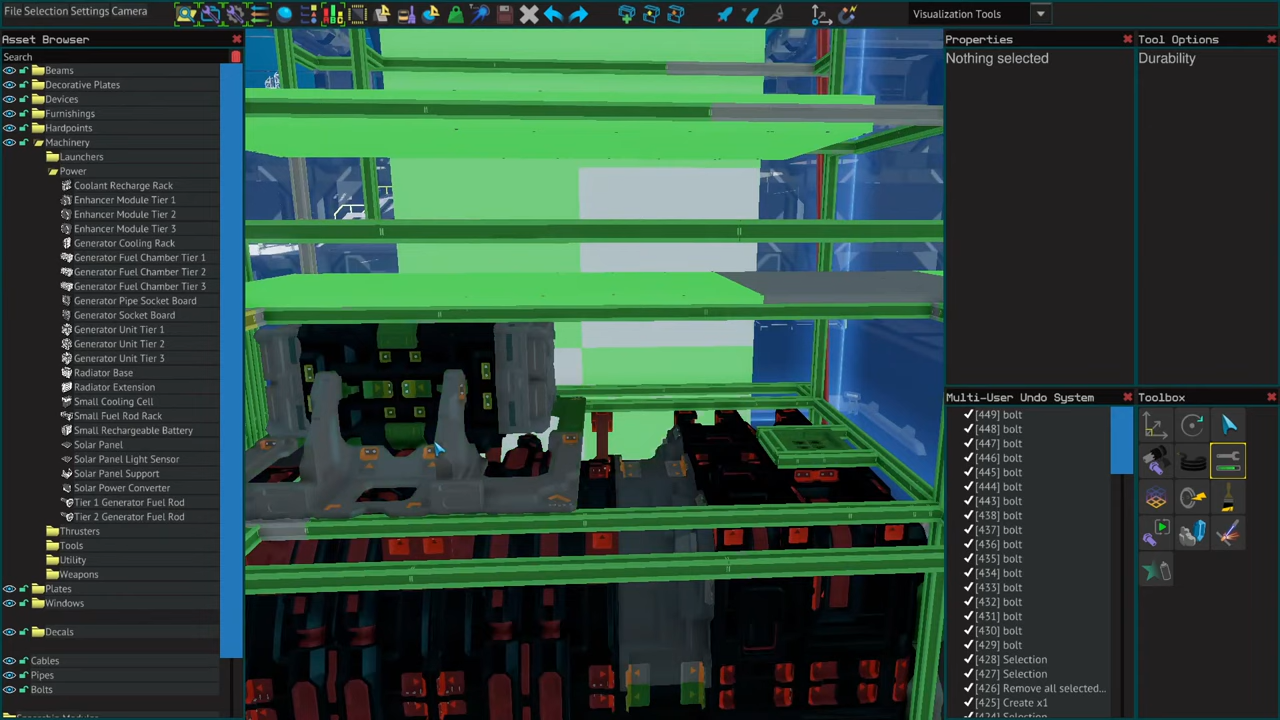 File Selection Settings Camera
Visualization Tools
Asset Browser
Search
Beams
Decorative Plates
Devices
Furnishings
Hardpoints
Machinery
Launchers
Power
Coolant Recharge Rack
Enhancer Module Tier 1
Enhancer Module Tier 2
Enhancer Module Tier 3
Generator Cooling Rack
Generator Fuel Chamber Tier 1
Generator Fuel Chamber Tier 2
Generator Fuel Chamber Tier 3
Generator Pipe Socket Board
Generator Socket Board
Generator Unit Tier 1
Generator Unit Tier 2
Generator Unit Tier 3
Radiator Base
Radiator Extension
Small Cooling Cell
Small Fuel Rod Rack
Small Rechargeable Battery
Solar Panel
Solar Panel Light Sensor
Solar Panel Support
Solar Power Converter
Tier 1 Generator Fuel Rod
Tier 2 Generator Fuel Rod
Thrusters
Tools
Utility
Weapons
Plates
Windows
Decals
Cables
Pipes
Bolts
Properties
Nothing selected
Tool Options
Durability
Multi-User Undo System
[449] bolt
[448] bolt
[447] bolt
[446] bolt
[445] bolt
[444] bolt
[443] bolt
[438] bolt
[437] bolt
[436] bolt
[435] bolt
[434] bolt
[433] bolt
[432] bolt
[431] bolt
[430] bolt
[429] bolt
[428] Selection
[427] Selection
[426] Remove all selected...
[425] Create x1
[424] Selection
Toolbox